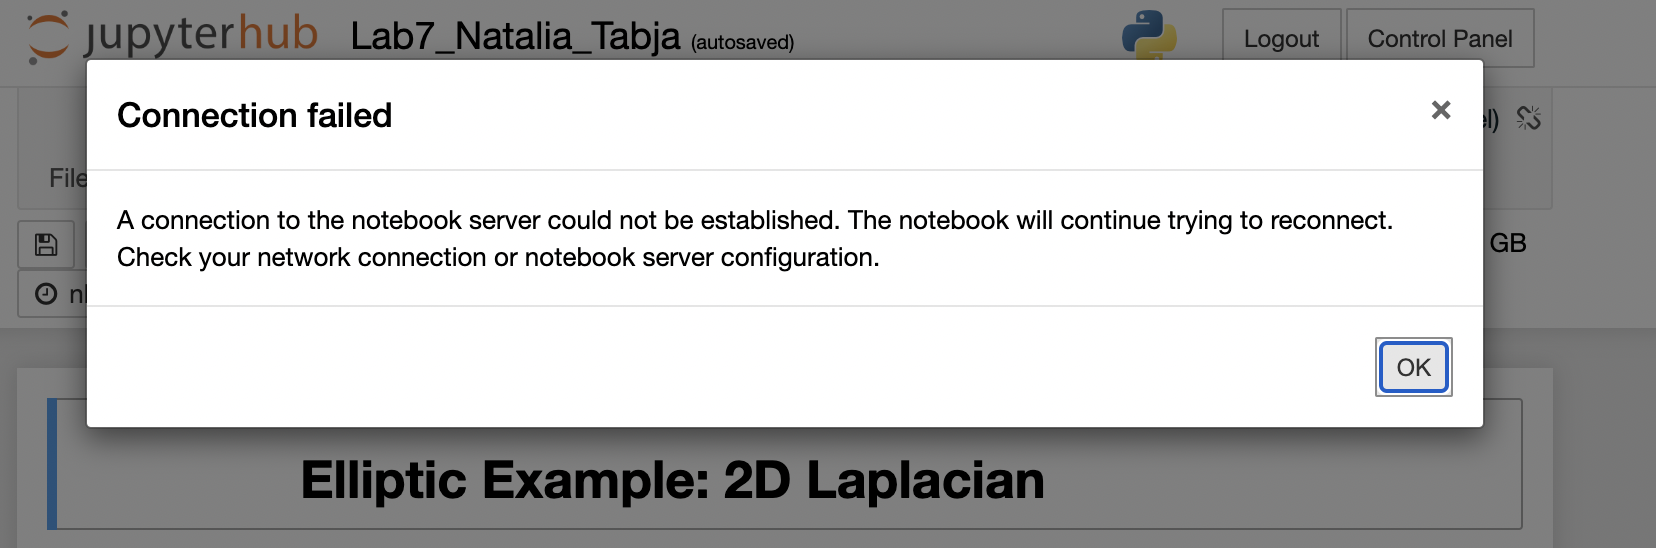 jupyterhub Lab7_Natalia_Tabja (autosaved) Logout Control Panel
Connection failed ×
File
A connection to the notebook server could not be established. The notebook will continue trying to reconnect.
Check your network connection or notebook server configuration.
GB
OK
Elliptic Example: 2D Laplacian